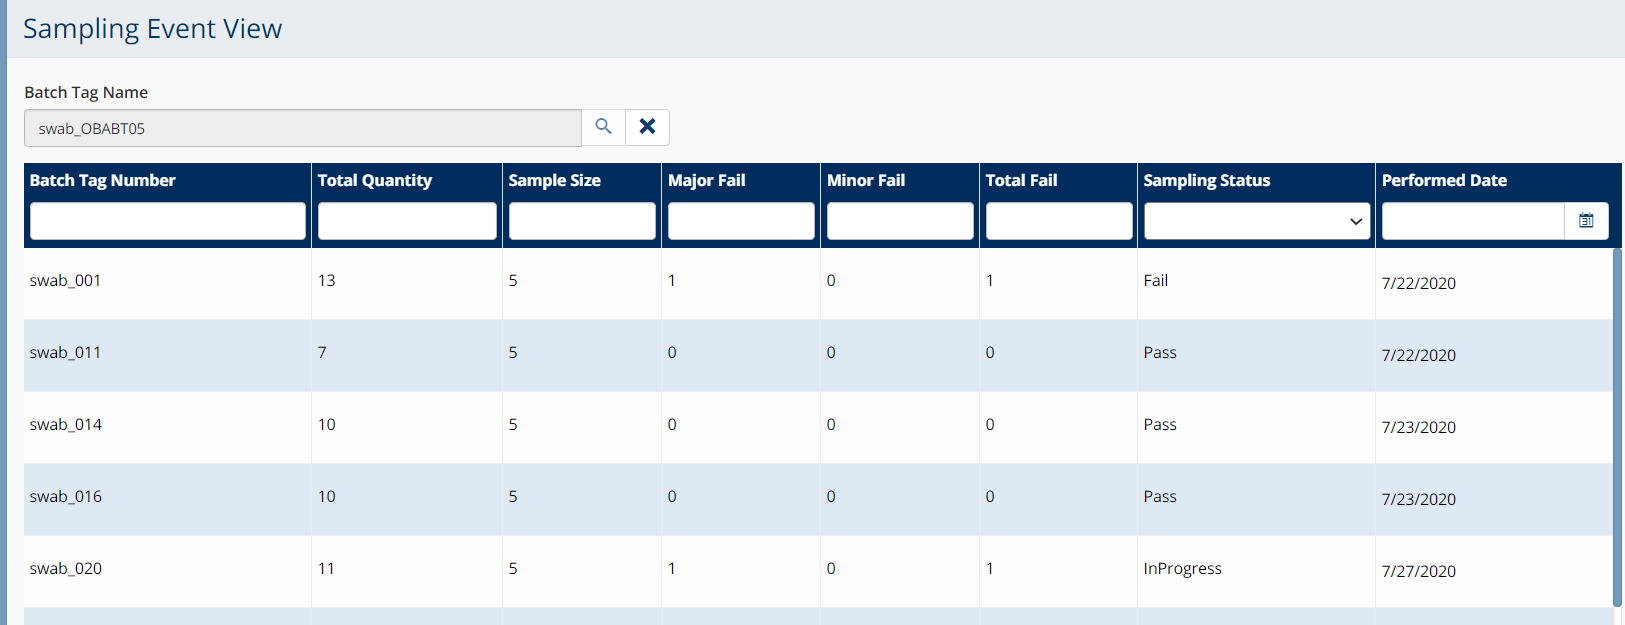 Sampling Event View
Batch Tag Name
swab_OBABT05
Batch Tag Number Total Quantity Sample Size Major Fail Minor Fail Total Fail Sampling Status Performed Date
31
swab_001 13 5 1 0 1 Fail 7/22/2020
swab_011 7 5 0 0 0 Pass 7/22/2020
swab_014 10 5 0 0 0 Pass 7/23/2020
swab_016 10 5 0 0 0 Pass 7/23/2020
swab_020 11 5 1 0 1 InProgress 7/27/2020